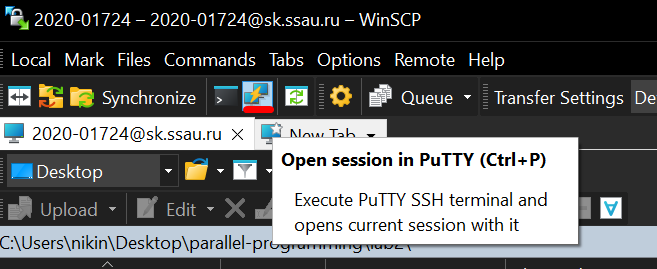 2020-01724 – 2020-01724@sk.ssau.ru – WinSCP
Local Mark Files Commands Tabs Options Remote Help
Synchronize Queue Transfer Settings De
2020-01724@sk.ssau.ru × New Tab
Open session in PuTTY (Ctrl+P)
Execute PuTTY SSH terminal and
opens current session with it
Desktop
Upload Edit
C:\Users\nikin\Desktop\parallel-programming\lab2\